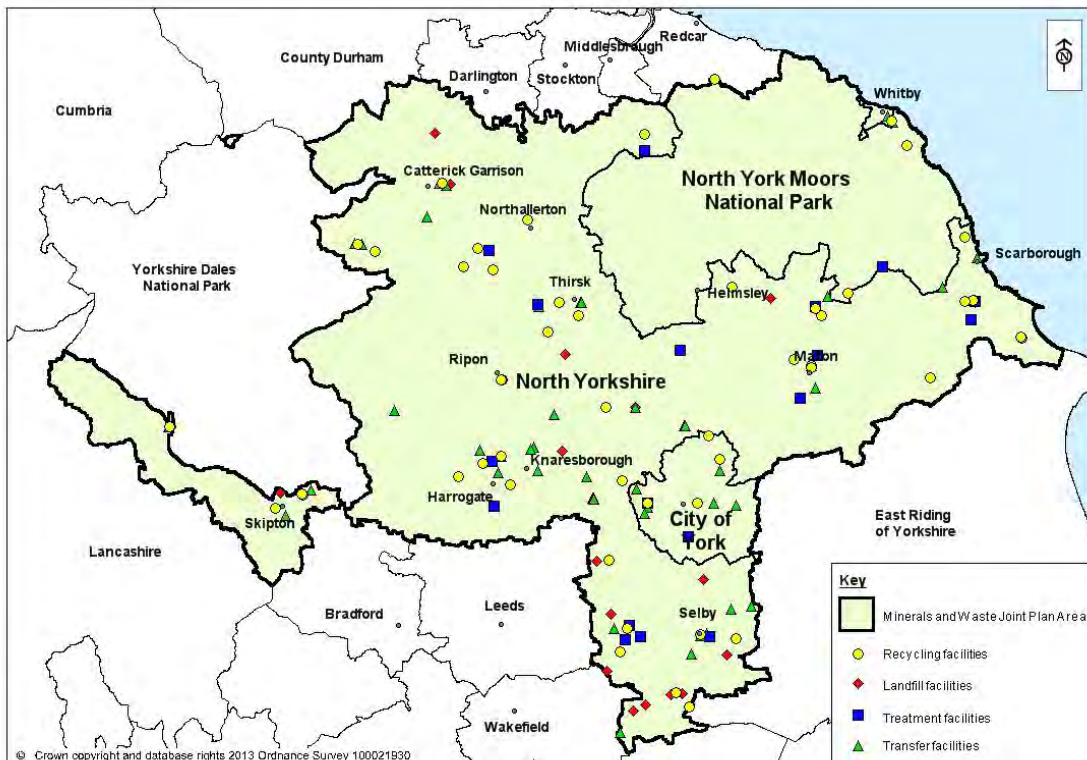 Redcar
Middlesbrough
County Durham
Darlington
Stockton
Whitby
Cumbria
Catterick Garrison
North York Moors
National Park
Northallerton
Scarborough
Yorkshire Dales
National Park
Thirsk
Helmsley
Ripon
Malton
North Yorkshire
Knaresborough
Harrogate
Skipton
City of
York
East Riding
of Yorkshire
Lancashire
Bradford
Leeds
Selby
Wakefield
Key
Minerals and Waste Joint Plan Area
Recycling facilities
Landfill facilities
Treatment facilities
Transfer facilities
© Crown copyright and database rights 2013 Ordnance Survey 100021930